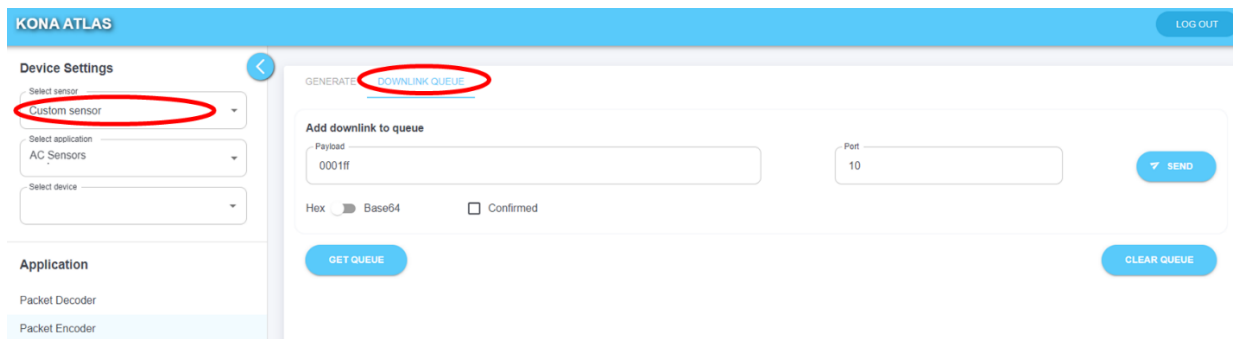 KONA ATLAS
LOG OUT
Device Settings
Select sensor
Custom sensor
Select application
AC Sensors
Select device
Application
Packet Decoder
Packet Encoder
GENERATE
DOWNLINK QUEUE
Add downlink to queue
Payload
0001ff
Port
10
SEND
Hex
Base64
Confirmed
GET QUEUE
CLEAR QUEUE